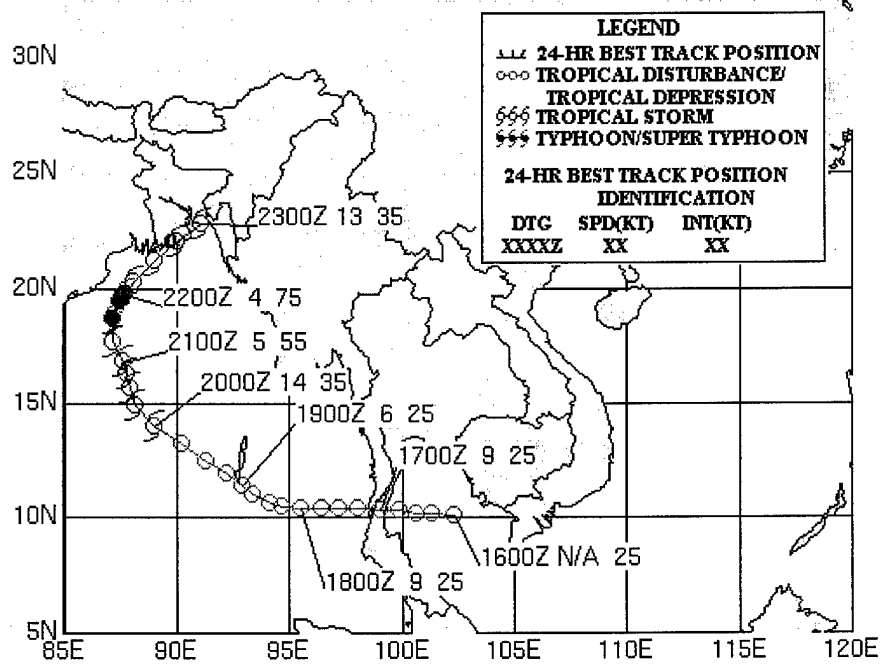 LEGEND
24-HR BEST TRACK POSITION
TROPICAL DISTURBANCE/
TROPICAL DEPRESSION
TROPICAL STORM
TYPHOON/SUPER TYPHOON
24-HR BEST TRACK POSITION
IDENTIFICATION
DTG SPD(KT) INT(KT)
XXXXZ XX XX
30N
25N
2300Z 13 35
20N
2200Z 4 75
2100Z 5 55
2000Z 14 35
15N
1900Z 6 25
1700Z 9 25
10N
1600Z N/A 25
1800Z 9 25
5N
85E 90E 95E 100E 105E 110E 115E 120E